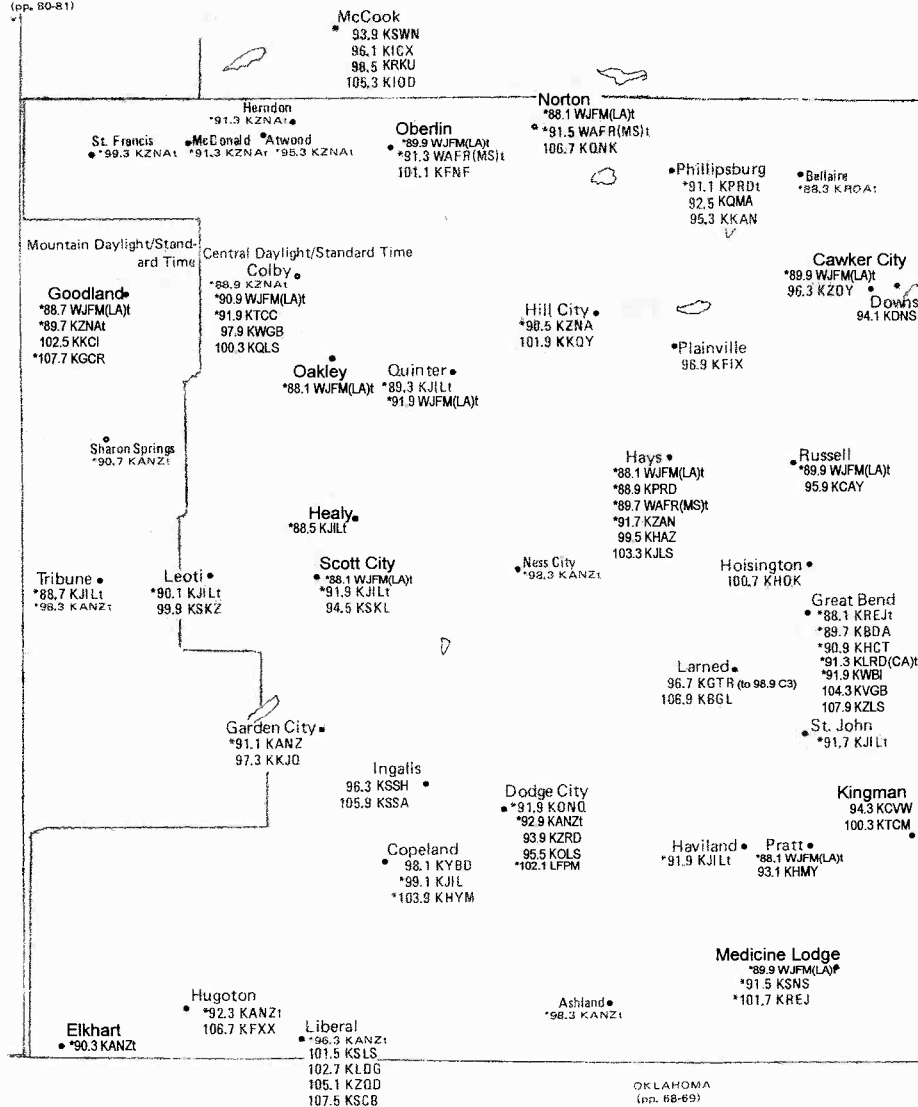 (pp. 80-81)
McCook
93.9 KSWN
96.1 KICX
98.5 KRKU
105.3 KIOD
Herndon
*91.3 KZNAt
St. Francis
*99.3 KZNAt
McDonald
*91.3 KZNAt
Atwood
*95.3 KZNAt
Oberlin
*89.9 WJFM(LA)t
*91.3 WAFR(MS)t
101.1 KFNF
Norton
*88.1 WJFM(LA)t
*91.5 WAFR(MS)t
106.7 KQNK
Phillipsburg
*91.1 KPRDt
92.5 KQMA
95.3 KKAN
Bellaire
*88.3 KRDAt
Mountain Daylight/Stand-
ard Time
Central Daylight/Standard Time
Colby
*88.9 KZNAt
*90.9 WJFM(LA)t
*91.9 KTCC
97.9 KWGB
100.3 KQLS
Goodland
*88.7 WJFM(LA)t
*89.7 KZNAt
102.5 KKCI
*107.7 KGCR
Cawker City
*89.9 WJFM(LA)t
96.3 KZDY
Downs
94.1 KDNS
Hill City
*90.5 KZNA
101.9 KKQY
Plainville
96.9 KFIX
Oakley
*88.1 WJFM(LA)t
Quinter
*89.3 KJILt
*91.9 WJFM(LA)t
Sharon Springs
*90.7 KANZt
Hays
*88.1 WJFM(LA)t
*88.9 KPRD
*89.7 WAFR(MS)t
*91.7 KZAN
99.5 KHAZ
103.3 KJLS
Russell
*89.9 WJFM(LA)t
95.9 KCAY
Healy
*88.5 KJILt
Tribune
*88.7 KJILt
*98.3 KANZt
Leoti
*90.1 KJILt
99.9 KSKZ
Scott City
*88.1 WJFM(LA)t
*91.9 KJILt
94.5 KSKL
Ness City
*98.3 KANZt
Hoisington
100.7 KHOK
Great Bend
*88.1 KREJt
*89.7 KBDA
*90.9 KHCT
*91.3 KLRD(CA)t
*91.9 KWBI
104.3 KVGB
107.9 KZLS
Larned
96.7 KGTR (to 98.9 C3)
106.9 KBGL
St. John
*91.7 KJILt
Garden City
*91.1 KANZ
97.3 KKJQ
Ingalls
96.3 KSSH
105.9 KSSA
Dodge City
*91.9 KONQ
*92.9 KANZt
93.9 KZRD
95.5 KOLS
*102.1 LFPM
Kingman
94.3 KCVW
100.3 KTCM
Copeland
98.1 KYBD
*99.1 KJIL
*103.9 KHYM
Haviland
*91.9 KJILt
Pratt
*88.1 WJFM(LA)t
93.1 KHMY
Medicine Lodge
*89.9 WJFM(LA)t
*91.5 KSNS
*101.7 KREJ
Hugoton
*92.3 KANZt
106.7 KFXX
Ashland
*98.3 KANZt
Elkhart
*90.3 KANZt
Liberal
*96.3 KANZt
101.5 KSLS
102.7 KLDG
105.1 KZQD
107.5 KSCB
OKLAHOMA
(pp. 68-69)